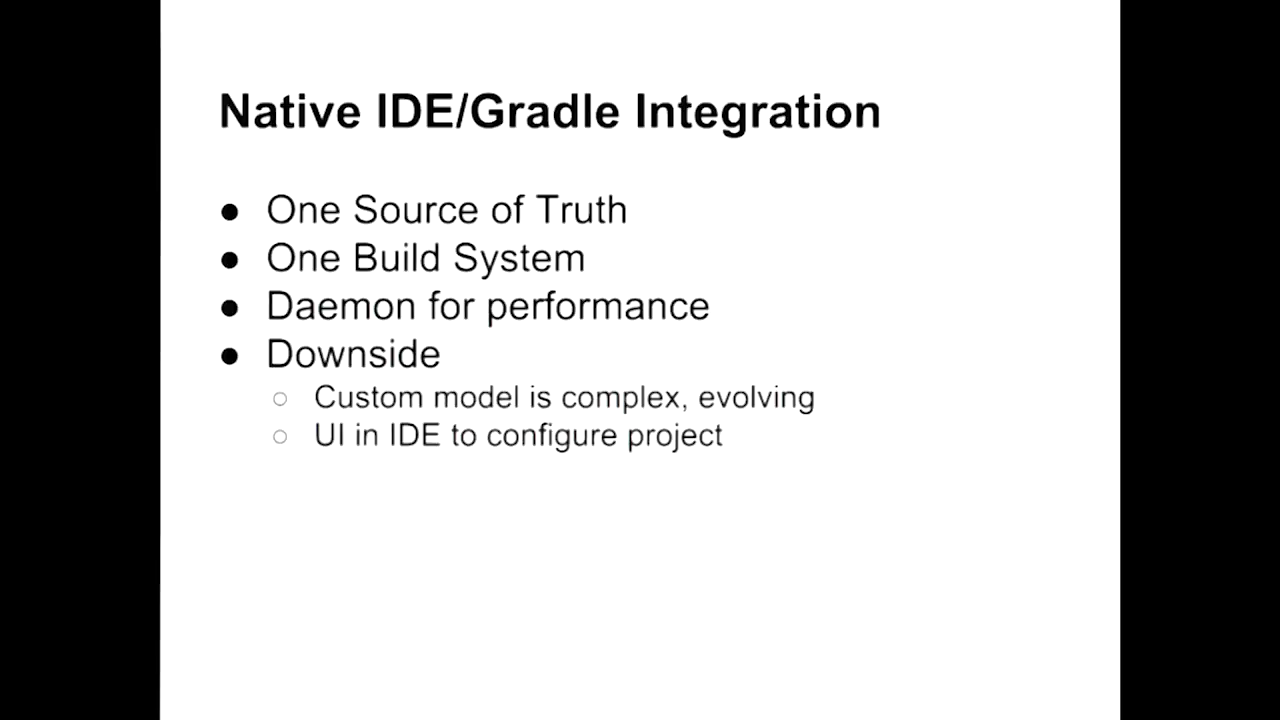 Native IDE/Gradle Integration
● One Source of Truth
● One Build System
● Daemon for performance
● Downside
○ Custom model is complex, evolving
○ UI in IDE to configure project